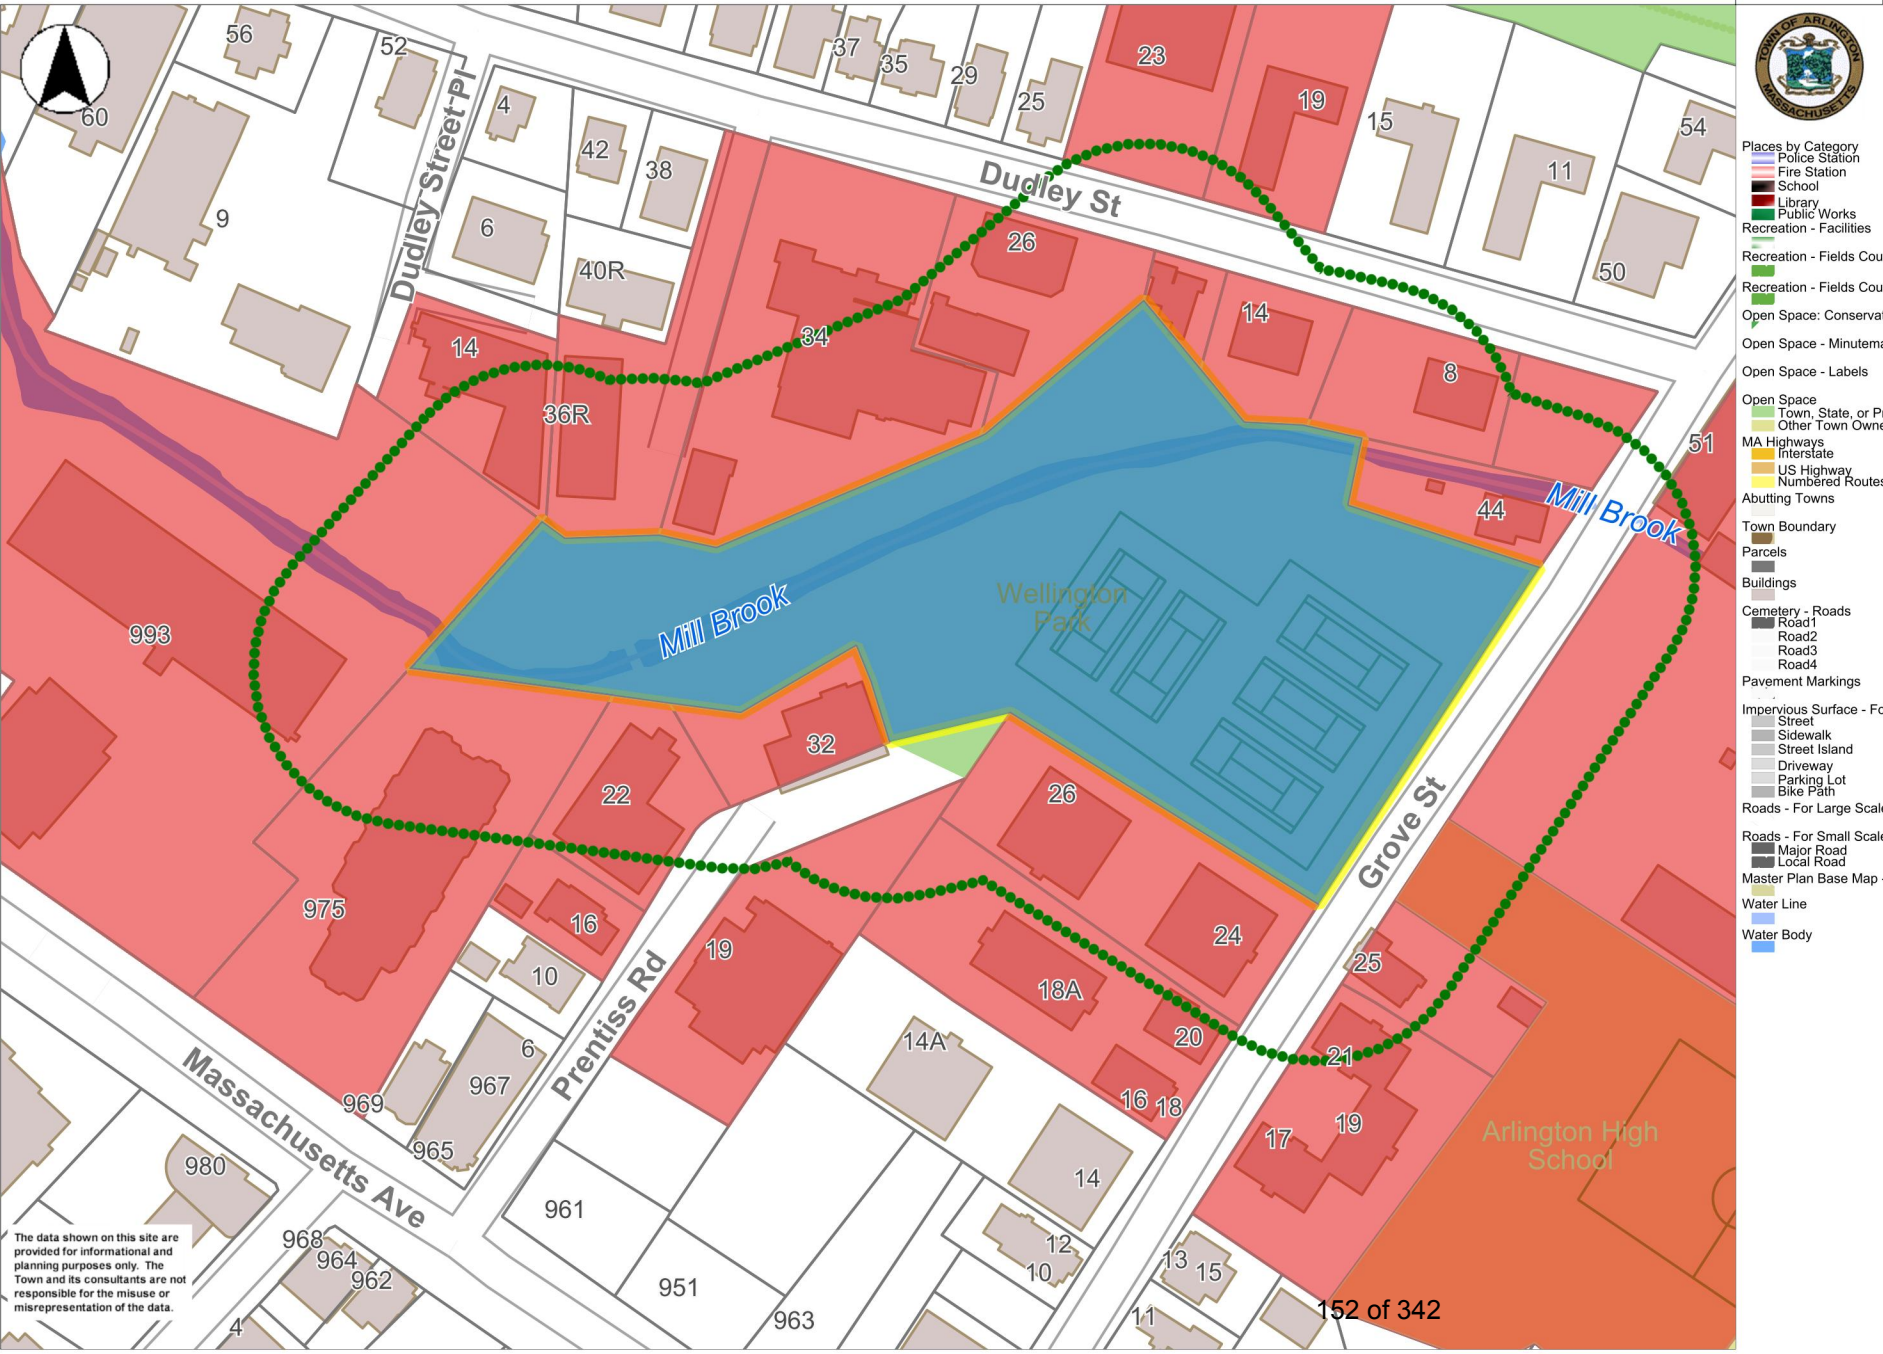 56
52
37
35
29
25
23
19
15
11
54
50
60
4
42
38
9
6
40R
Dudley Street Pl
Dudley St
26
14
34
14
8
36R
51
44
Mill Brook
Mill Brook
Wellington
Park
993
32
22
26
Grove St
975
16
19
24
25
18A
10
20
Prentiss Rd
14A
21
6
967
16
18
19
17
969
965
Massachusetts Ave
Arlington High
School
980
14
961
968
964
962
12
10
13
15
951
963
11
4
152 of 342
The data shown on this site are
provided for informational and
planning purposes only. The
Town and its consultants are not
responsible for the misuse or
misrepresentation of the data.
TOWN OF ARLINGTON
MASSACHUSETTS
Places by Category
Police Station
Fire Station
School
Library
Public Works
Recreation - Facilities
Recreation - Fields Cou
Recreation - Fields Cou
Open Space: Conserva
Open Space - Minutema
Open Space - Labels
Open Space
Town, State, or Pr
Other Town Owne
MA Highways
Interstate
US Highway
Numbered Routes
Abutting Towns
Town Boundary
Parcels
Buildings
Cemetery - Roads
Road1
Road2
Road3
Road4
Pavement Markings
Impervious Surface - Fo
Street
Sidewalk
Street Island
Driveway
Parking Lot
Bike Path
Roads - For Large Scale
Roads - For Small Scale
Major Road
Local Road
Master Plan Base Map -
Water Line
Water Body